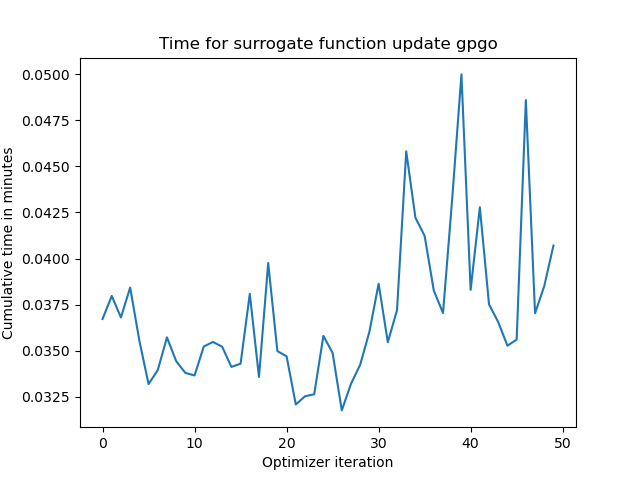 Time for surrogate function update gpgo
0.0500
0.0475
0.0450
0.0425
0.0400
0.0375
0.0350
0.0325
Cumulative time in minutes
0 10 20 30 40 50
Optimizer iteration